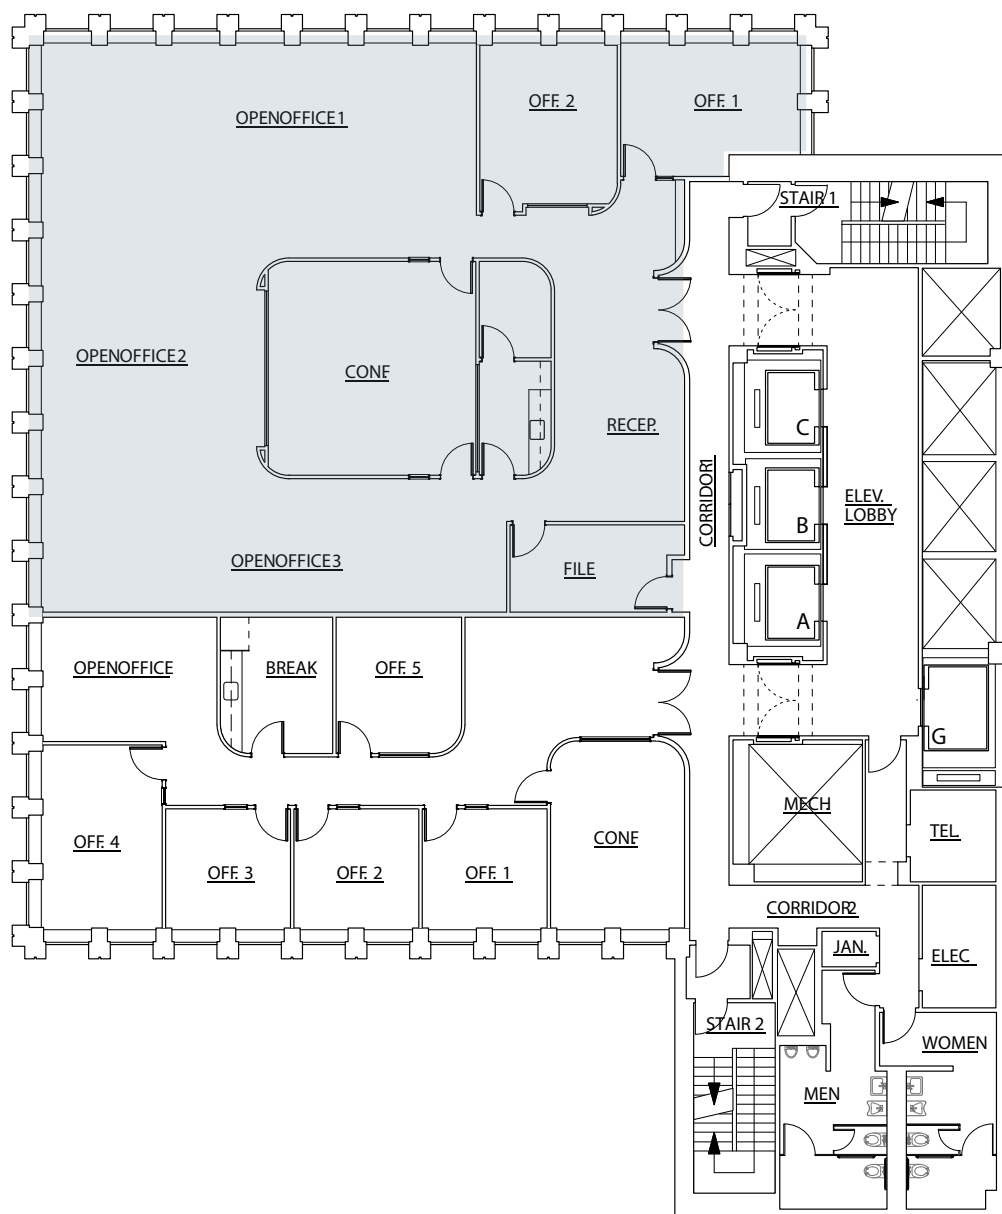 OFF. 2
OFF. 1
OPENOFFICE1
STAIR 1
OPENOFFICE2
CONF
RECEP.
C
CORRIDOR1
B
ELEV.
LOBBY
OPENOFFICE3
FILE
A
OPENOFFICE
BREAK
OFF. 5
G
MECH
OFF. 4
CONF
TEL.
OFF. 3
OFF. 2
OFF. 1
CORRIDOR2
JAN.
ELEC
STAIR 2
WOMEN
MEN